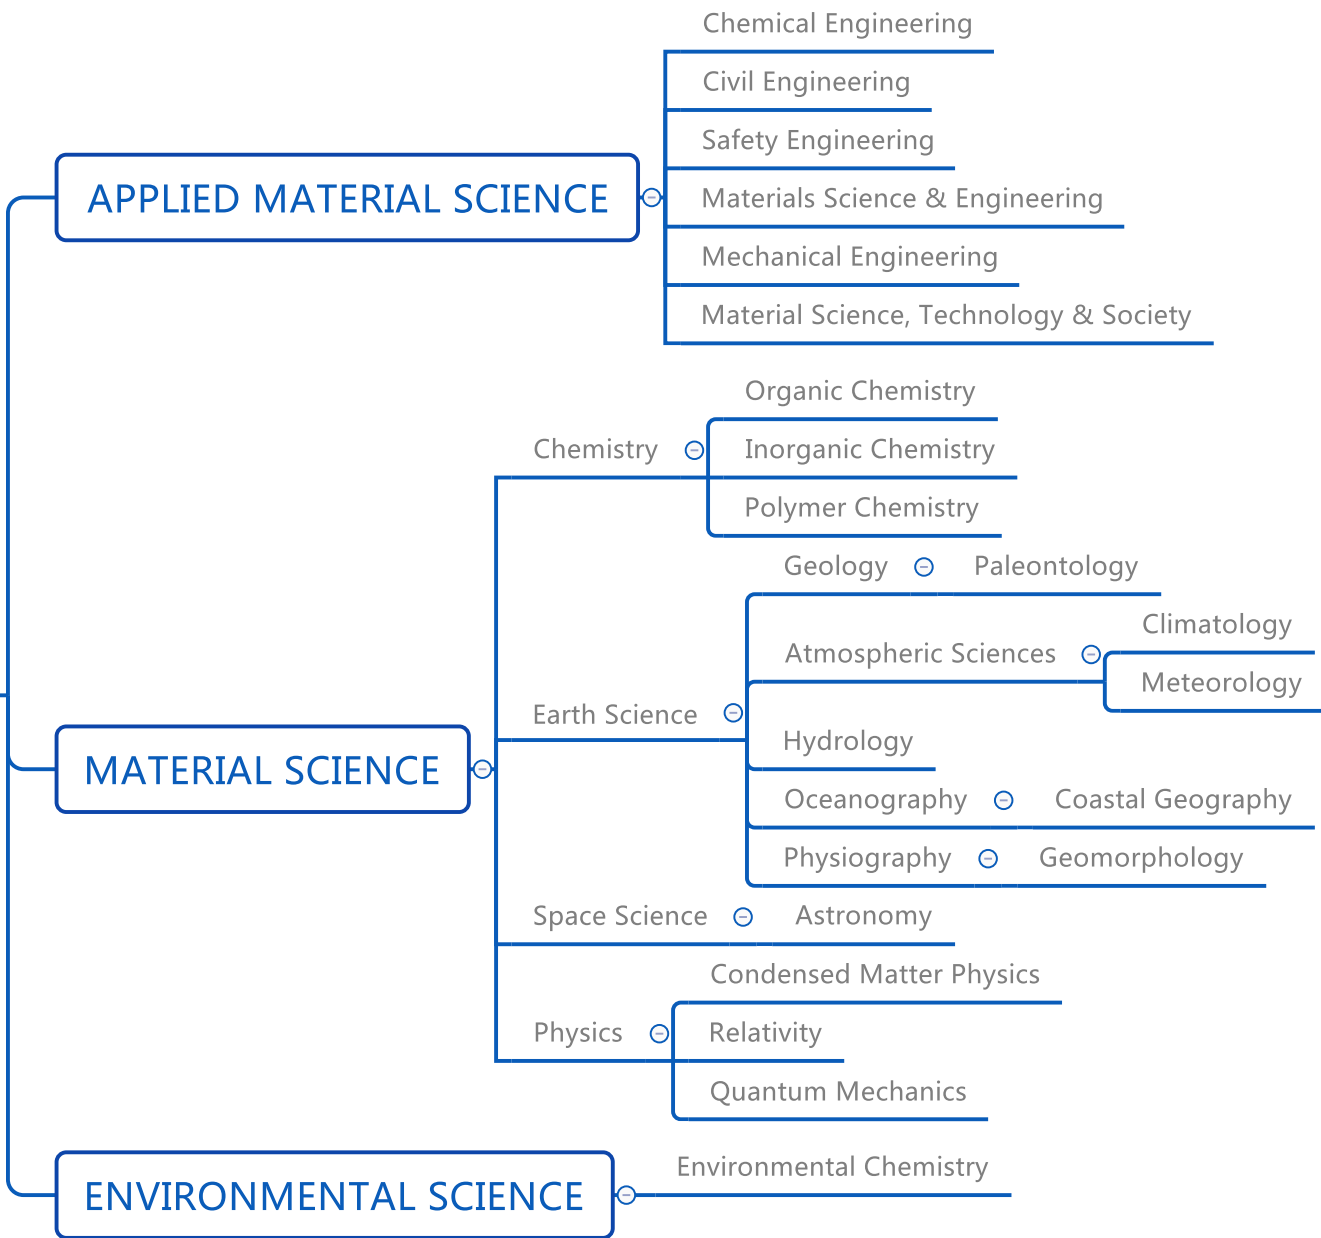 APPLIED MATERIAL SCIENCE
Chemical Engineering
Civil Engineering
Safety Engineering
Materials Science & Engineering
Mechanical Engineering
Material Science, Technology & Society
MATERIAL SCIENCE
Chemistry
Organic Chemistry
Inorganic Chemistry
Polymer Chemistry
Earth Science
Geology
Paleontology
Atmospheric Sciences
Climatology
Meteorology
Hydrology
Oceanography
Coastal Geography
Physiography
Geomorphology
Space Science
Astronomy
Physics
Condensed Matter Physics
Relativity
Quantum Mechanics
ENVIRONMENTAL SCIENCE
Environmental Chemistry